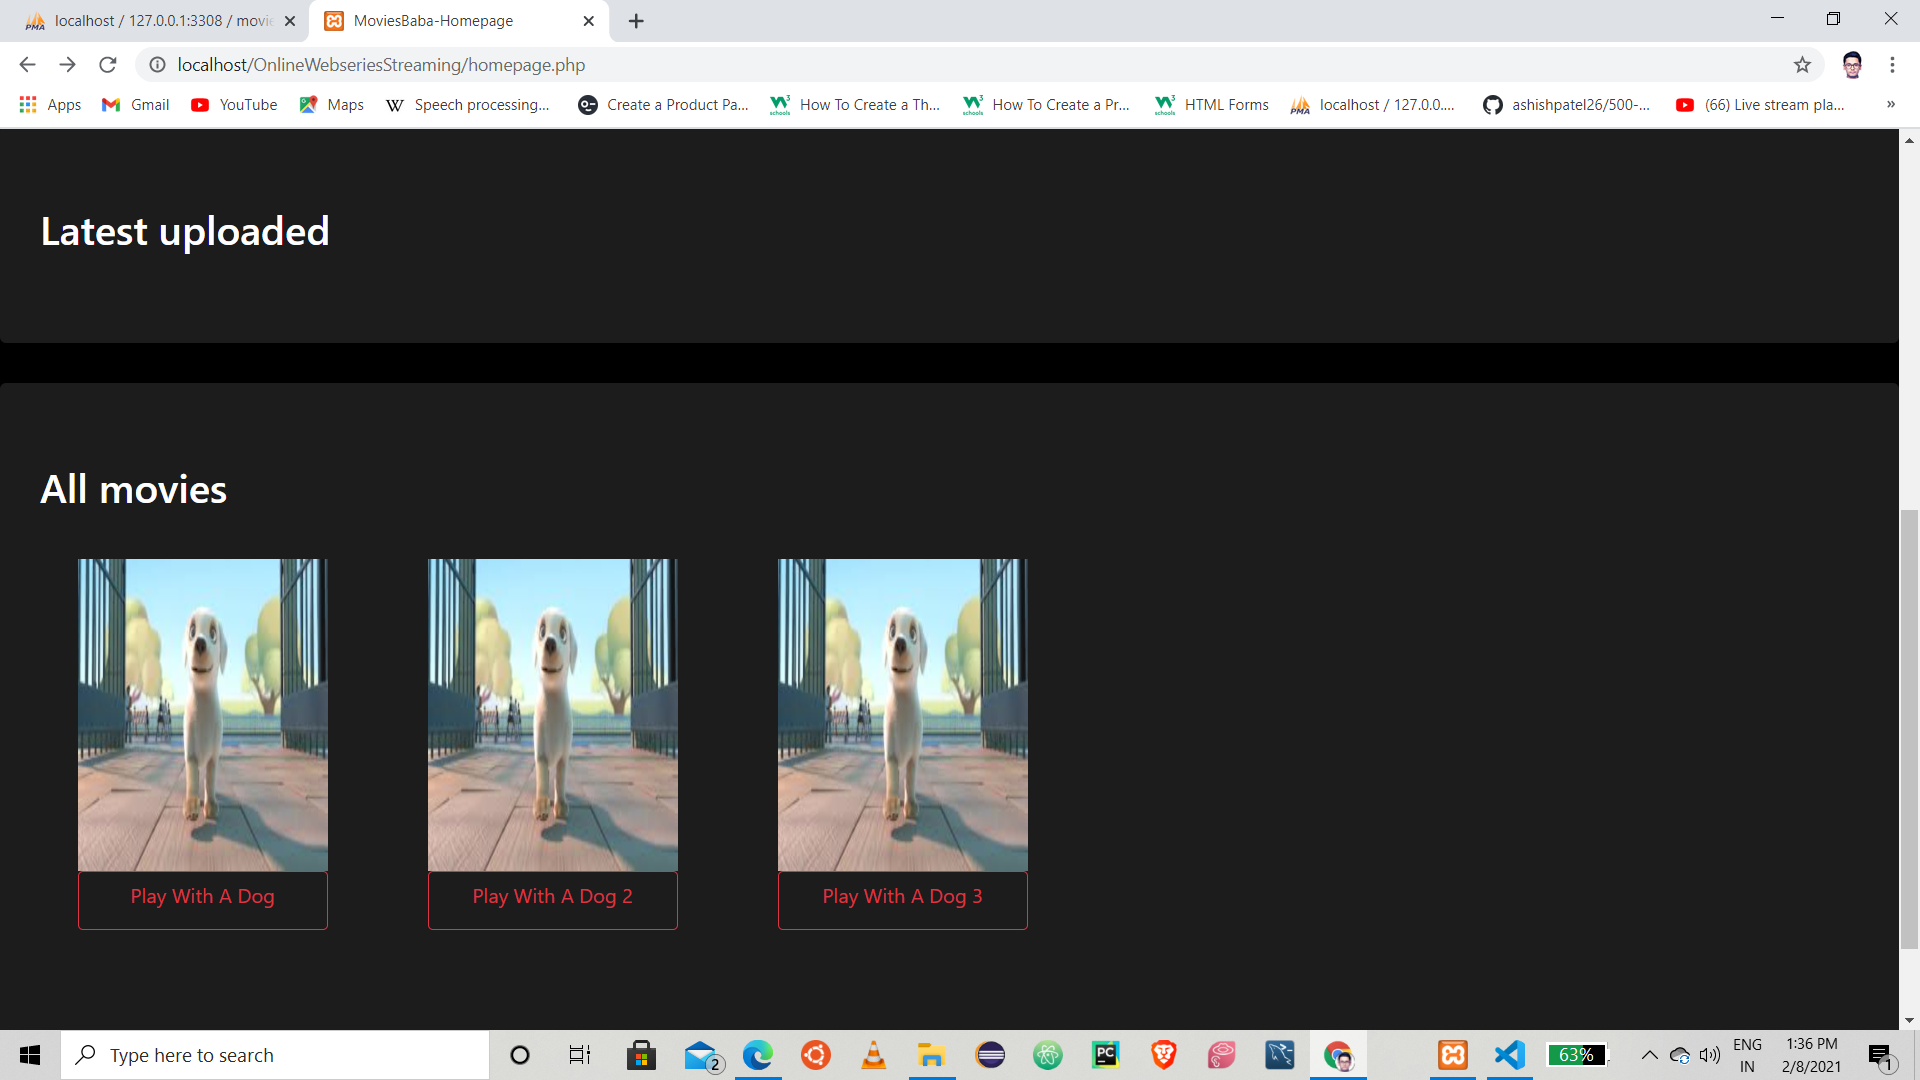 localhost / 127.0.0.1:3308 / movie
MoviesBaba-Homepage
localhost/OnlineWebseriesStreaming/homepage.php
Apps
Gmail
YouTube
Maps
Speech processing...
Create a Product Pa...
How To Create a Th...
How To Create a Pr...
HTML Forms
localhost / 127.0.0....
ashishpatel26/500-...
(66) Live stream pla...
»
Latest uploaded
All movies
Play With A Dog
Play With A Dog 2
Play With A Dog 3
Type here to search
2
PC
63%
ENG
IN
1:36 PM
2/8/2021
1